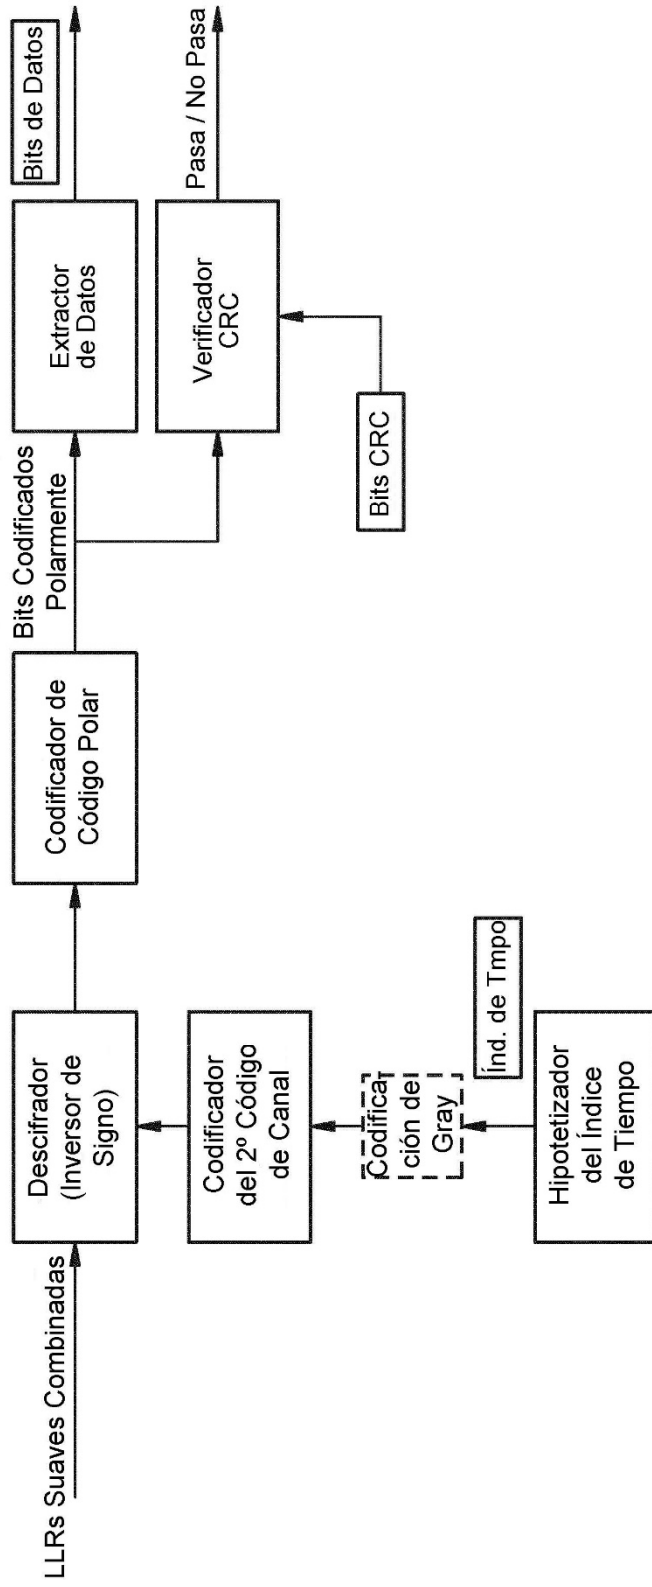 LLRs Suaves Combinadas
Descifrador
(Inversor de
Signo)
Codificador de
Código Polar
Bits Codificados
Polarmente
Extractor
de Datos
Bits de Datos
Codificador
del 2º Código
de Canal
Verificador
CRC
Pasa / No Pasa
Codifica-
ción de
Gray
Bits CRC
Índ. de Tmpo
Hipotetizador
del Índice
de Tiempo